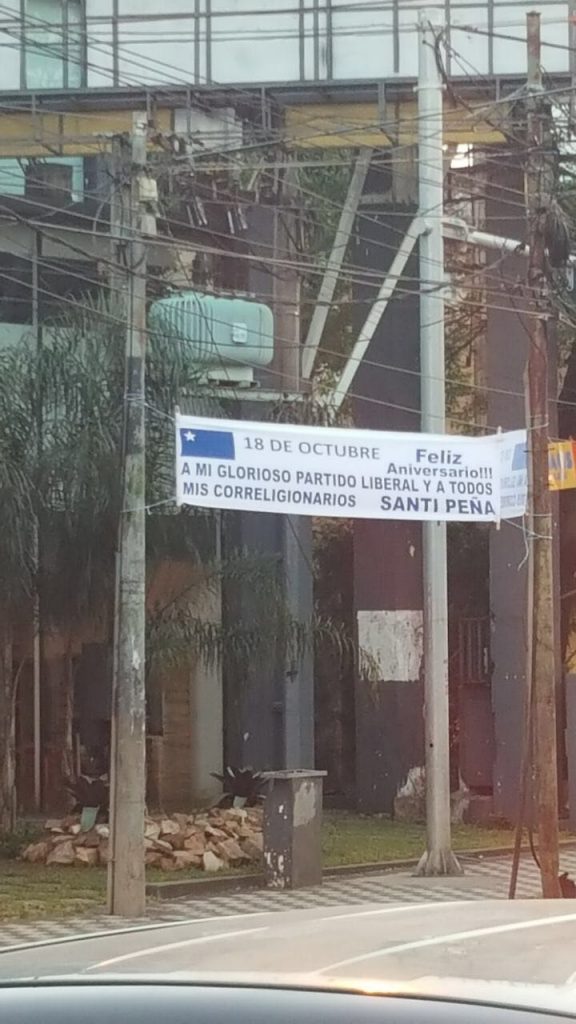 18 DE OCTUBRE Feliz
Aniversario!!!
A MI GLORIOSO PARTIDO LIBERAL Y A TODOS
MIS CORRELIGIONARIOS SANTI PEÑA